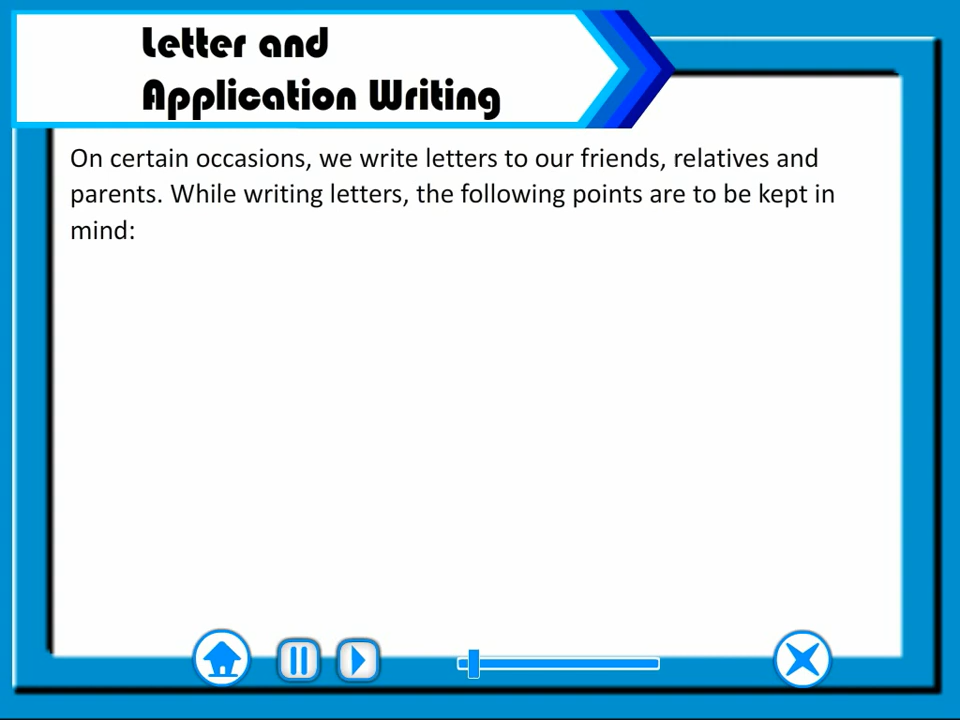 Letter and
Application Writing
On certain occasions, we write letters to our friends, relatives and
parents. While writing letters, the following points are to be kept in
mind: